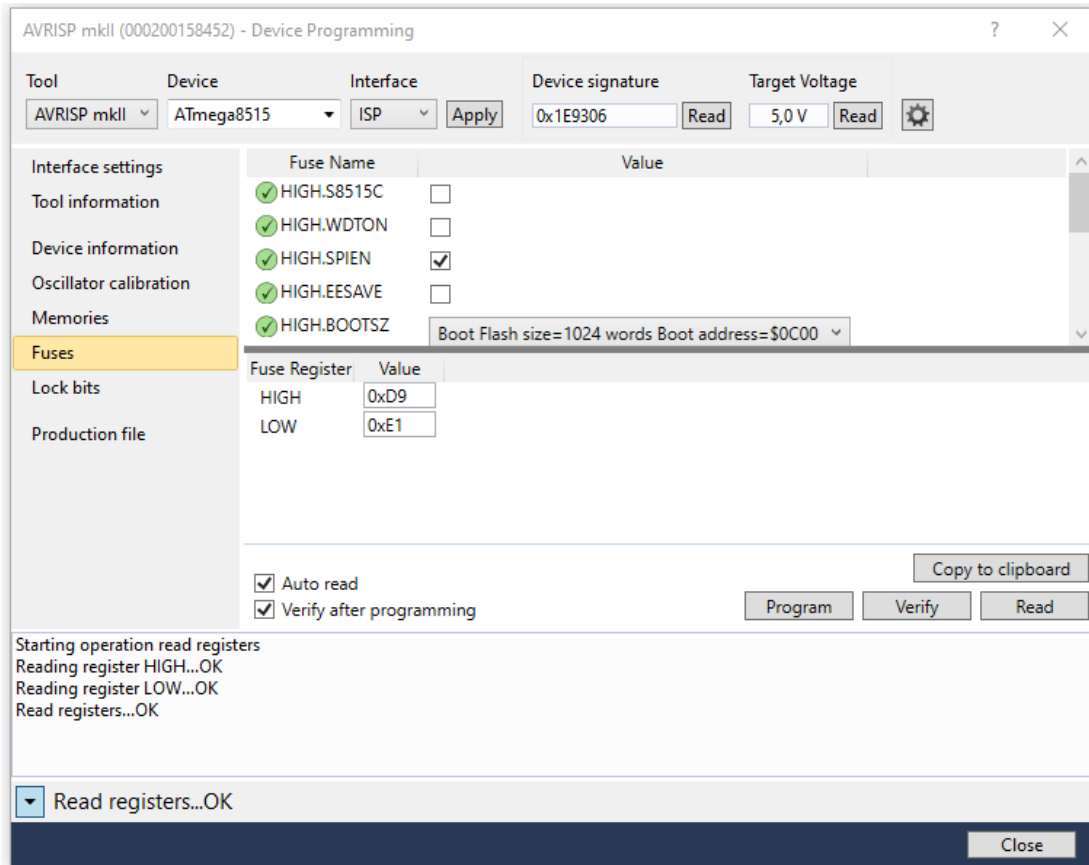 AVRISP mkII (000200158452) - Device Programming
? ×
Tool Device Interface Device signature Target Voltage
AVRISP mkII ATmega8515 ISP Apply 0x1E9306 Read 5,0 V Read
Interface settings
Tool information
Device information
Oscillator calibration
Memories
Fuses
Lock bits
Production file
Fuse Name Value
HIGH.S8515C
HIGH.WDTON
HIGH.SPIEN
HIGH.EESAVE
HIGH.BOOTSZ Boot Flash size=1024 words Boot address=$0C00
Fuse Register Value
HIGH 0xD9
LOW 0xE1
Copy to clipboard
Auto read
Verify after programming
Program Verify Read
Starting operation read registers
Reading register HIGH...OK
Reading register LOW...OK
Read registers...OK
Read registers...OK
Close